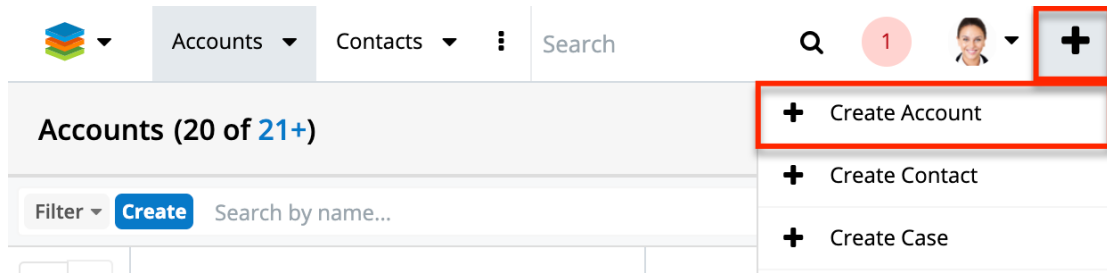 Accounts Contacts Search 1
Create Account
Accounts (20 of 21+)
Create Contact
Filter Create Search by name...
Create Case